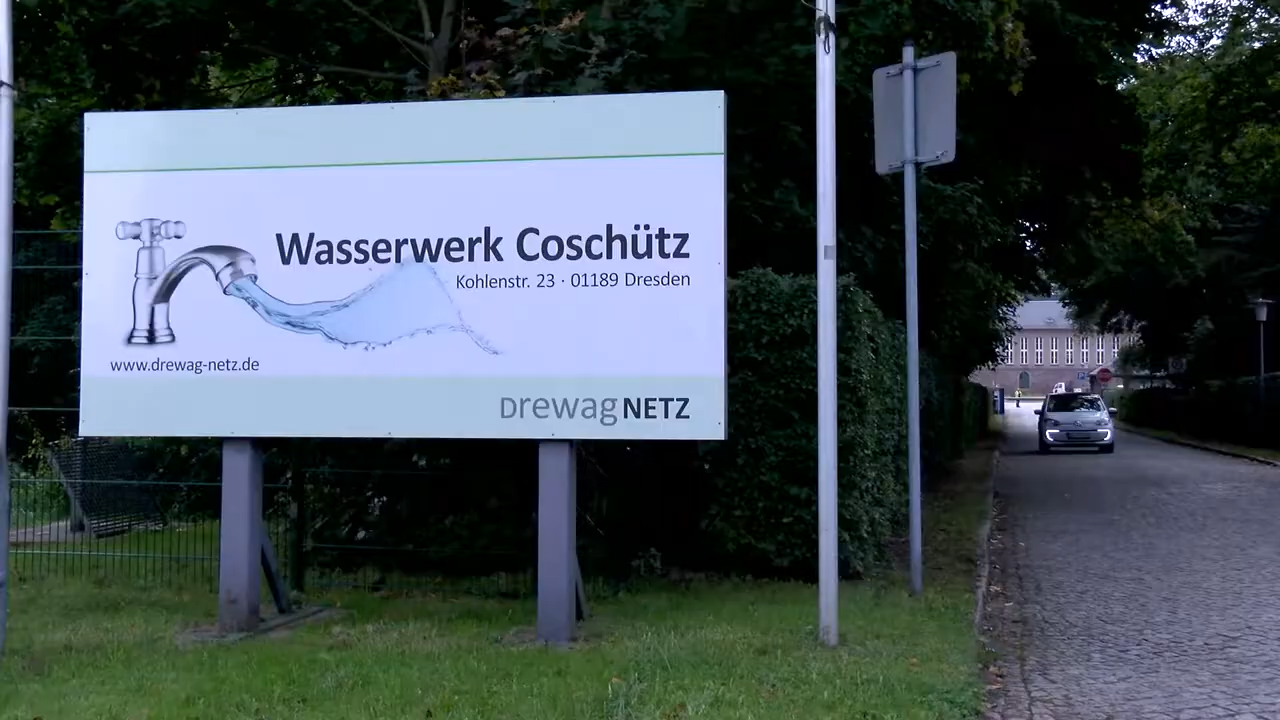 Wasserwerk Coschütz
Kohlenstr. 23 · 01189 Dresden
www.drewag-netz.de
Drewag NETZ